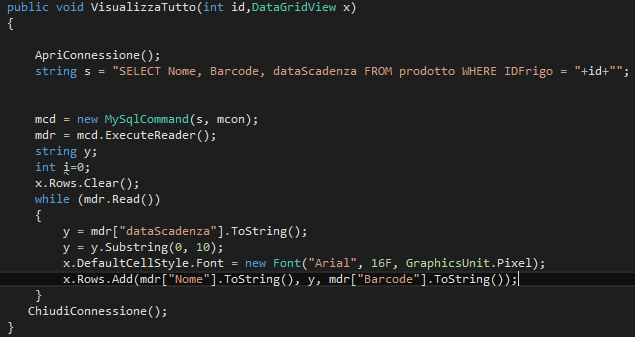 public void VisualizzaTutto(int id,DataGridView x)
{
ApriConnessione();
string s = "SELECT Nome, Barcode, dataScadenza FROM prodotto WHERE IDFrigo = "+id+"";
mcd = new MySqlCommand(s, mcon);
mdr = mcd.ExecuteReader();
string y;
int i=0;
x.Rows.Clear();
while (mdr.Read())
{
y = mdr["dataScadenza"].ToString();
y = y.Substring(0, 10);
x.DefaultCellStyle.Font = new Font("Arial", 16F, GraphicsUnit.Pixel);
x.Rows.Add(mdr["Nome"].ToString(), y, mdr["Barcode"].ToString());
}
ChiudiConnessione();
}